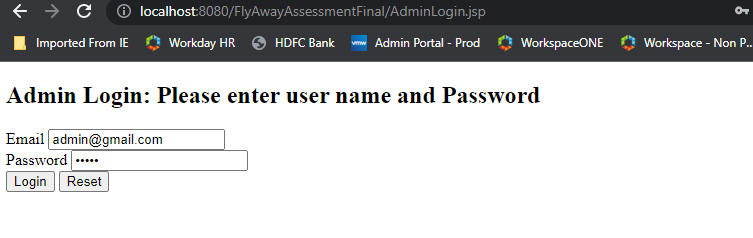 localhost:8080/FlyAwayAssessmentFinal/AdminLogin.jsp
Imported From IE Workday HR HDFC Bank vmw Admin Portal - Prod WorkspaceONE Workspace - Non P...
Admin Login: Please enter user name and Password
Email admin@gmail.com
Password •••••
Login Reset